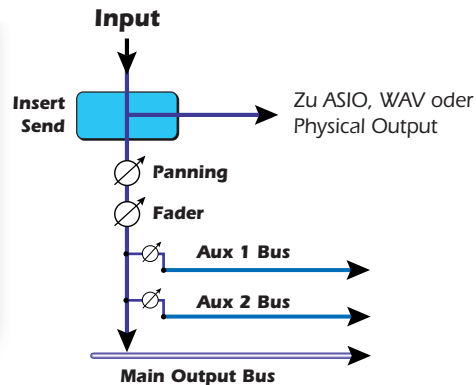 Input
Insert
Send
Zu ASIO, WAV oder
Physical Output
Panning
Fader
Aux 1 Bus
Aux 2 Bus
Main Output Bus